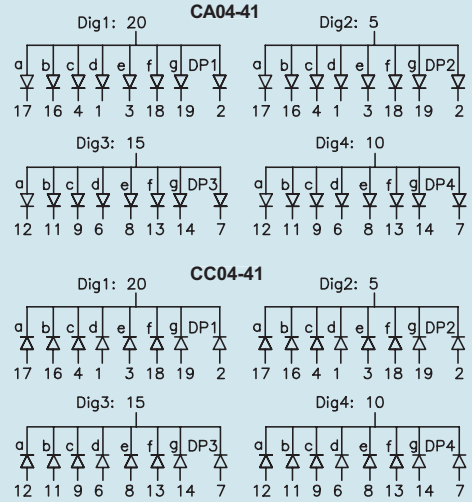 CA04-41
Dig1: 20 Dig2: 5
a b c d e f g DP1 a b c d e f g DP2
17 16 4 1 3 18 19 2 17 16 4 1 3 18 19 2
Dig3: 15 Dig4: 10
a b c d e f g DP3 a b c d e f g DP4
12 11 9 6 8 13 14 7 12 11 9 6 8 13 14 7
CC04-41
Dig1: 20 Dig2: 5
a b c d e f g DP1 a b c d e f g DP2
17 16 4 1 3 18 19 2 17 16 4 1 3 18 19 2
Dig3: 15 Dig4: 10
a b c d e f g DP3 a b c d e f g DP4
12 11 9 6 8 13 14 7 12 11 9 6 8 13 14 7